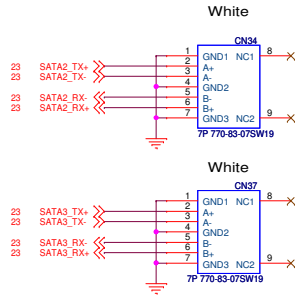 White
CN34
1 GND1 NC1 8
23 SATA2_TX+ 2 A+
23 SATA2_TX- 3 A-
4 GND2
23 SATA2_RX- 5 B-
23 SATA2_RX+ 6 B+
7 GND3 NC2 9
7P 770-83-07SW19
White
CN37
1 GND1 NC1 8
23 SATA3_TX+ 2 A+
23 SATA3_TX- 3 A-
4 GND2
23 SATA3_RX- 5 B-
23 SATA3_RX+ 6 B+
7 GND3 NC2 9
7P 770-83-07SW19